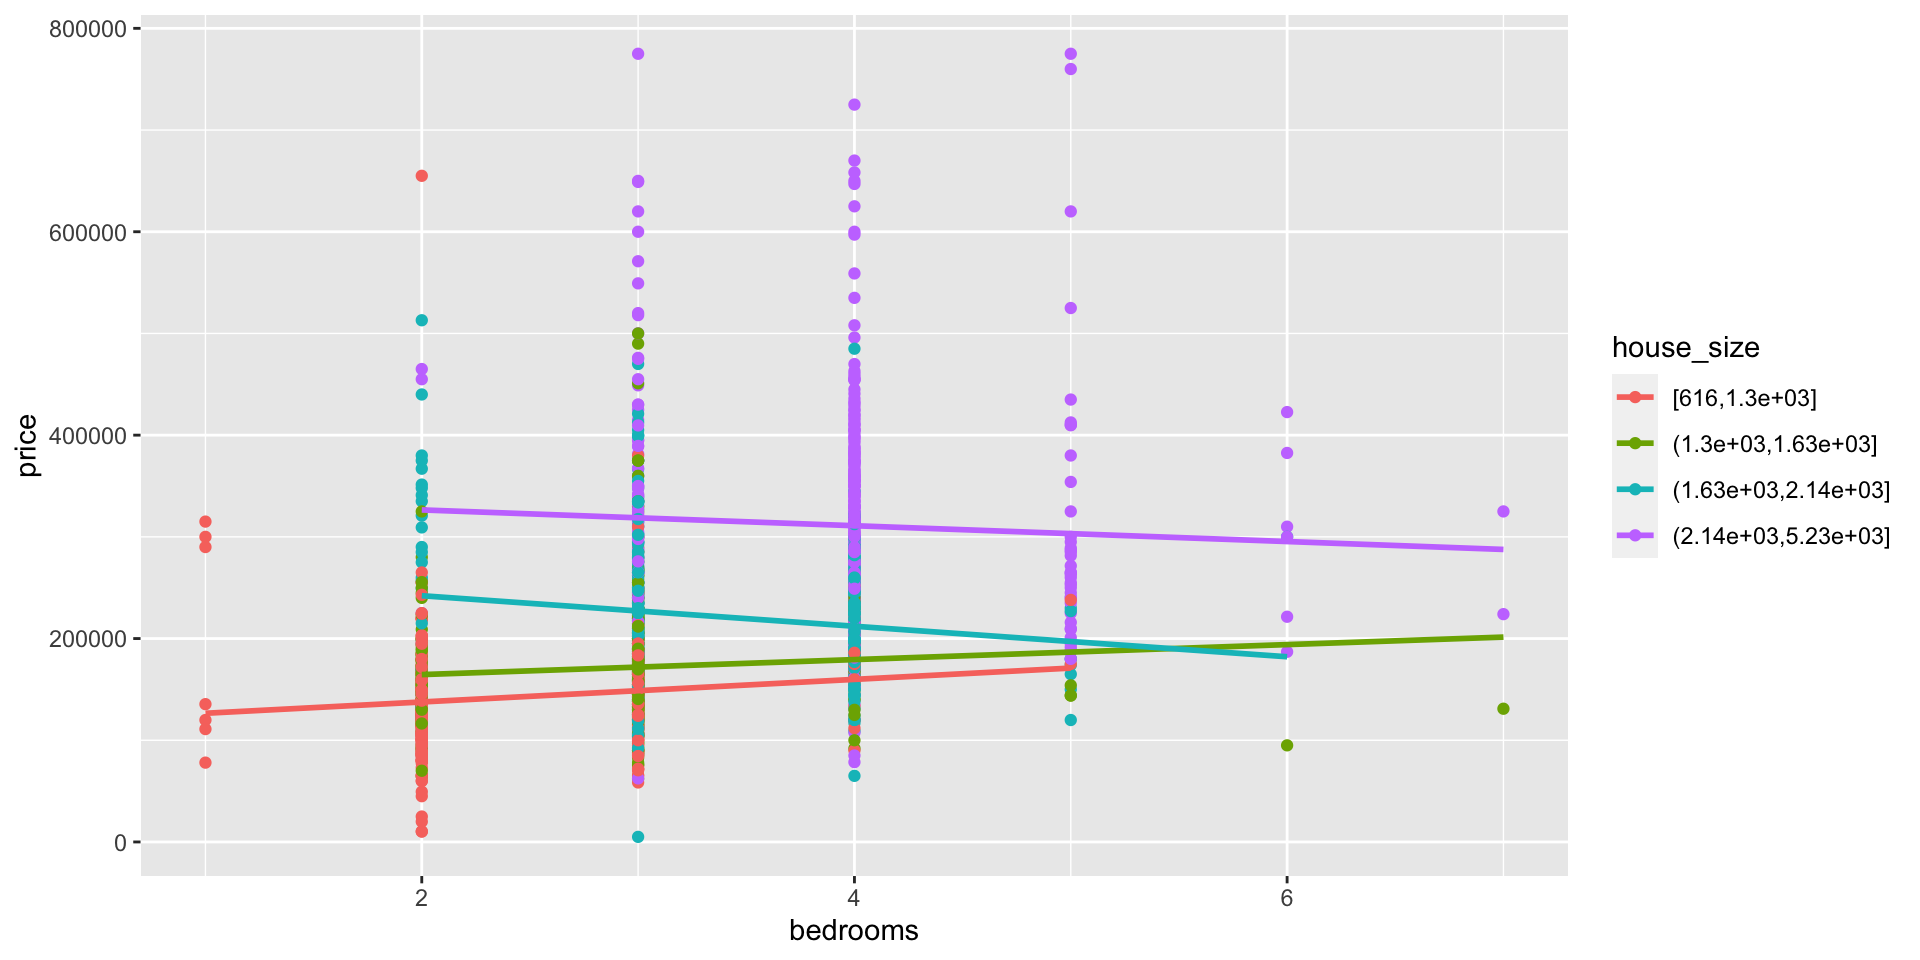 800000
600000
400000
200000
0
price
2 4 6
bedrooms
house_size
[616,1.3e+03]
(1.3e+03,1.63e+03]
(1.63e+03,2.14e+03]
(2.14e+03,5.23e+03]